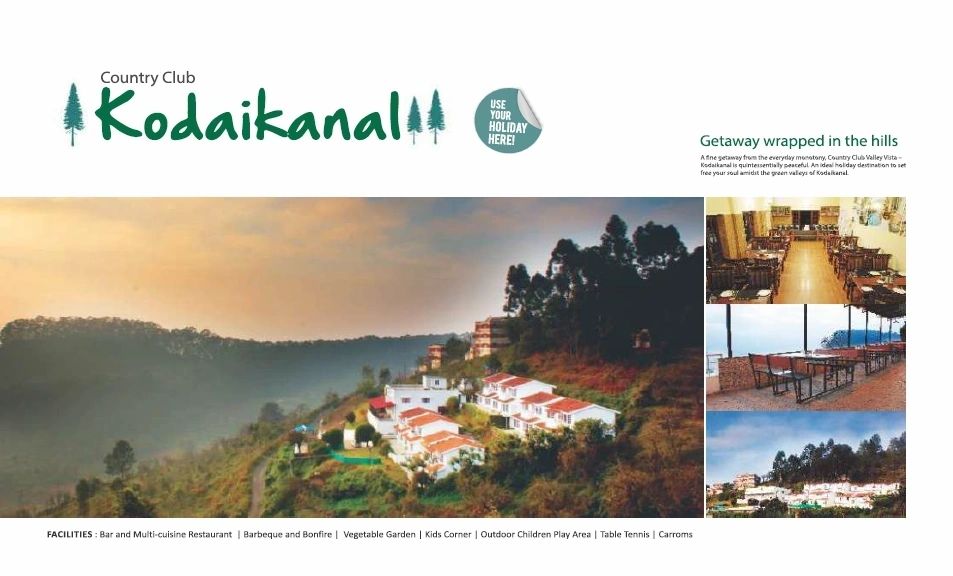 Country Club
Kodaikanal
USE
YOUR
HOLIDAY
HERE!
Getaway wrapped in the hills
A fine getaway from the everyday monotony, Country Club Valley Vista –
Kodaikanal is quintessentially peaceful. An ideal holiday destination to set
free your soul amidst the green valleys of Kodaikanal.
FACILITIES : Bar and Multi-cuisine Restaurant | Barbeque and Bonfire | Vegetable Garden | Kids Corner | Outdoor Children Play Area | Table Tennis | Carroms